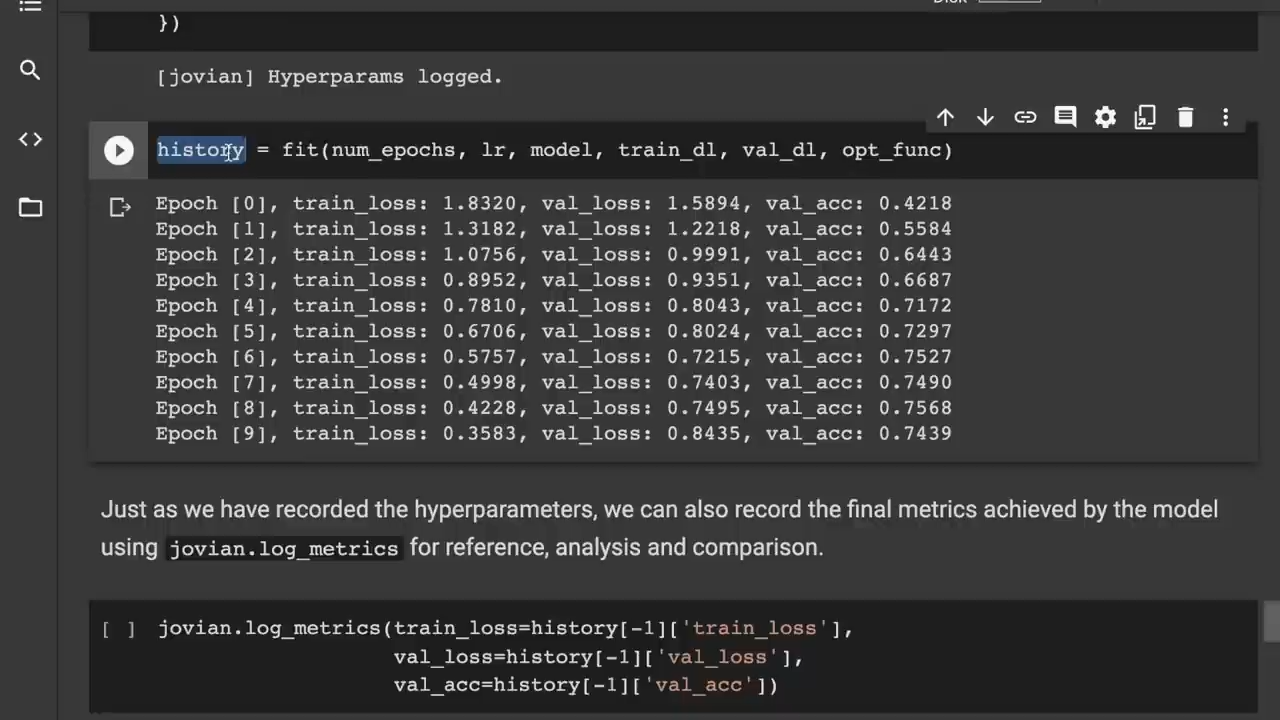 Disk
})
[jovian] Hyperparams logged.
history = fit(num_epochs, lr, model, train_dl, val_dl, opt_func)
Epoch [0], train_loss: 1.8320, val_loss: 1.5894, val_acc: 0.4218
Epoch [1], train_loss: 1.3182, val_loss: 1.2218, val_acc: 0.5584
Epoch [2], train_loss: 1.0756, val_loss: 0.9991, val_acc: 0.6443
Epoch [3], train_loss: 0.8952, val_loss: 0.9351, val_acc: 0.6687
Epoch [4], train_loss: 0.7810, val_loss: 0.8043, val_acc: 0.7172
Epoch [5], train_loss: 0.6706, val_loss: 0.8024, val_acc: 0.7297
Epoch [6], train_loss: 0.5757, val_loss: 0.7215, val_acc: 0.7527
Epoch [7], train_loss: 0.4998, val_loss: 0.7403, val_acc: 0.7490
Epoch [8], train_loss: 0.4228, val_loss: 0.7495, val_acc: 0.7568
Epoch [9], train_loss: 0.3583, val_loss: 0.8435, val_acc: 0.7439
Just as we have recorded the hyperparameters, we can also record the final metrics achieved by the model
using jovian.log_metrics for reference, analysis and comparison.
[ ] jovian.log_metrics(train_loss=history[-1]['train_loss'],
val_loss=history[-1]['val_loss'],
val_acc=history[-1]['val_acc'])